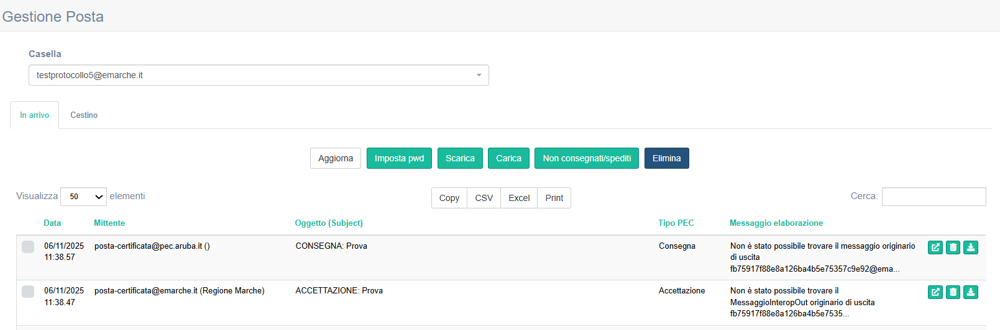 Gestione Posta
Casella
testprotocollo5@emarche.it
In arrivo Cestino
Aggiorna Imposta pwd Scarica Carica Non consegnati/spediti Elimina
Visualizza 50 elementi Copy CSV Excel Print Cerca:
Data Mittente Oggetto (Subject) Tipo PEC Messaggio elaborazione
06/11/2025 posta-certificata@pec.aruba.it () CONSEGNA: Prova Consegna Non è stato possibile trovare il messaggio originario
11:38.57 di uscita
fb75917f88e8a126ba4b5e75357c9e92@ema...
06/11/2025 posta-certificata@emarche.it (Regione Marche) ACCETTAZIONE: Prova Accettazione Non è stato possibile trovare il
11:38.47 MessaggioInteropOut originario di uscita
fb75917f88e8a126ba4b5e7535...